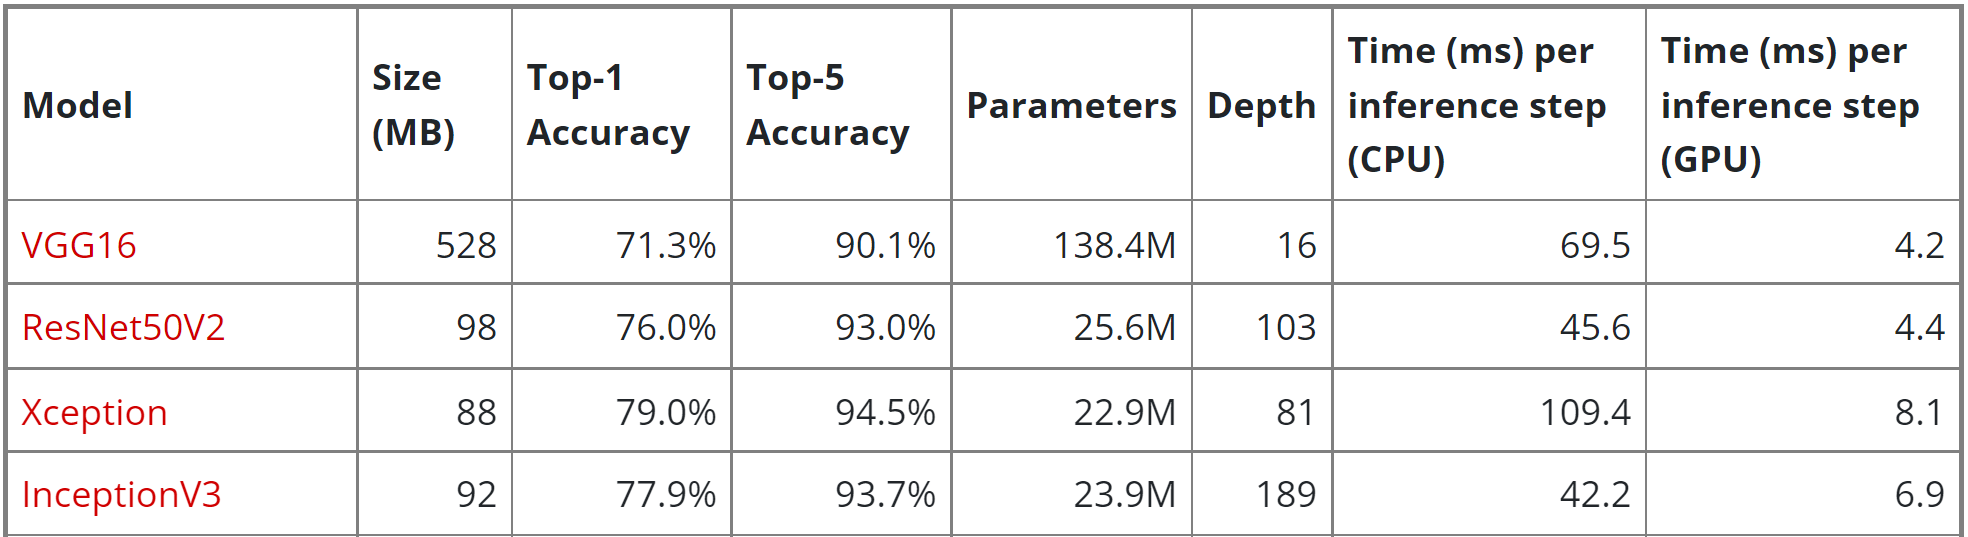 Model Size (MB) Top-1 Accuracy Top-5 Accuracy Parameters Depth Time (ms) per inference step (CPU) Time (ms) per inference step (GPU)
VGG16 528 71.3% 90.1% 138.4M 16 69.5 4.2
ResNet50V2 98 76.0% 93.0% 25.6M 103 45.6 4.4
Xception 88 79.0% 94.5% 22.9M 81 109.4 8.1
InceptionV3 92 77.9% 93.7% 23.9M 189 42.2 6.9